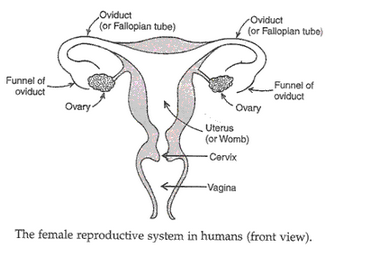 Oviduct
(or Fallopian tube)
Oviduct
(or Fallopian tube)
Funnel of
oviduct
Funnel of
oviduct
Ovary
Ovary
Uterus
(or Womb)
Cervix
Vagina
The female reproductive system in humans (front view).